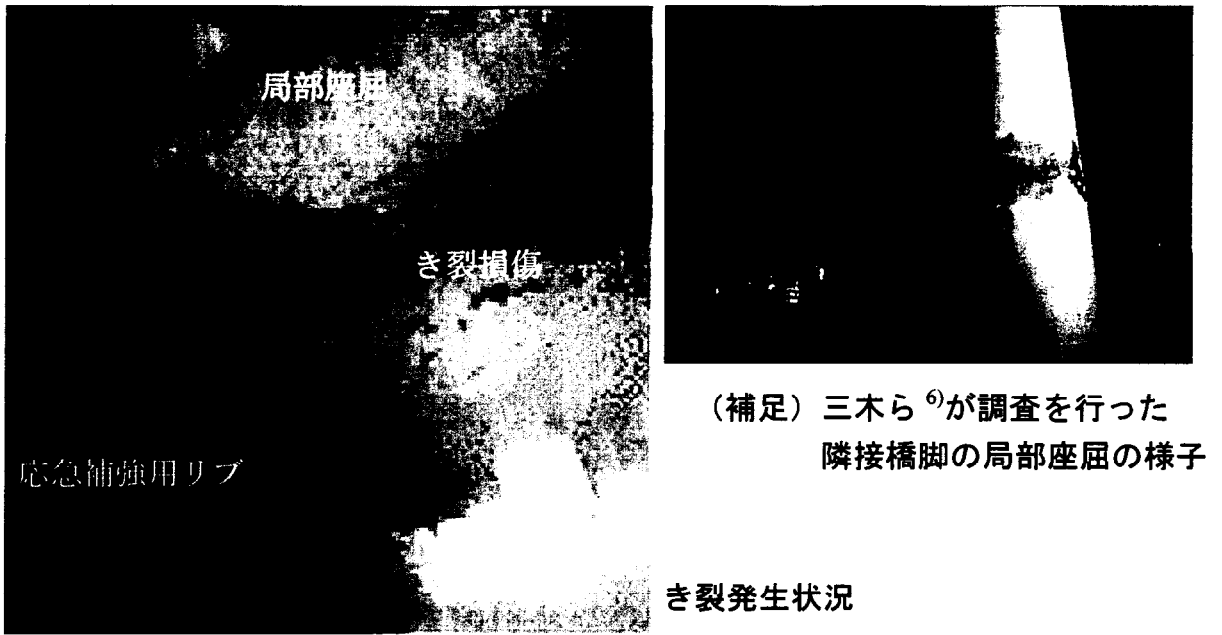 局部座屈
き裂損傷
応急補強用リブ
（補足）三木ら⁶⁾が調査を行った
隣接橋脚の局部座屈の様子
き裂発生状況